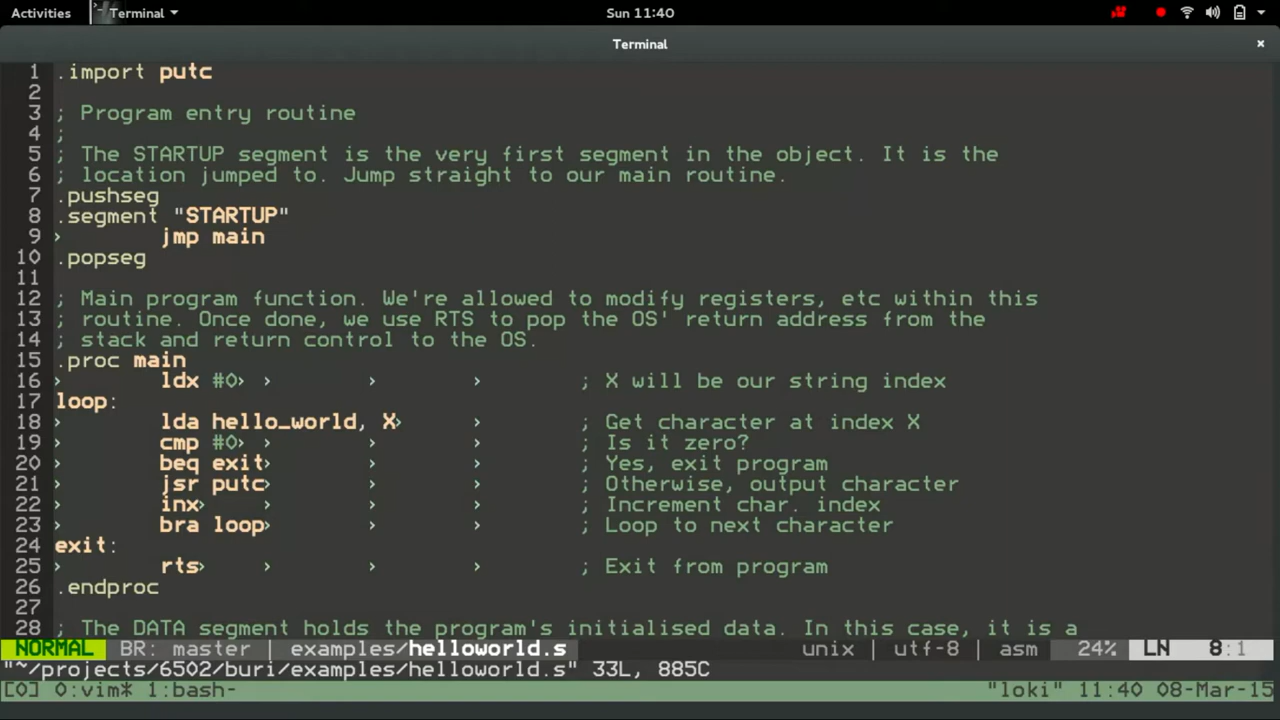 Activities Terminal Sun 11:40
Terminal
1 .import putc
2
3 ; Program entry routine
4 ;
5 ; The STARTUP segment is the very first segment in the object. It is the
6 ; location jumped to. Jump straight to our main routine.
7 .pushseg
8 .segment "STARTUP"
9 › jmp main
10 .popseg
11
12 ; Main program function. We're allowed to modify registers, etc within this
13 ; routine. Once done, we use RTS to pop the OS' return address from the
14 ; stack and return control to the OS.
15 .proc main
16 › ldx #0› › › › ; X will be our string index
17 loop:
18 › lda hello_world, X› › ; Get character at index X
19 › cmp #0› › › › ; Is it zero?
20 › beq exit› › › ; Yes, exit program
21 › jsr putc› › › ; Otherwise, output character
22 › inx› › › › ; Increment char. index
23 › bra loop› › › ; Loop to next character
24 exit:
25 › rts› › › › ; Exit from program
26 .endproc
27
28 ; The DATA segment holds the program's initialised data. In this case, it is a
NORMAL BR: master | examples/helloworld.s unix | utf-8 | asm 24% LN 8:1
"~/projects/6502/buri/examples/helloworld.s" 33L, 885C
[0] 0:vim* 1:bash- "loki" 11:40 08-Mar-15